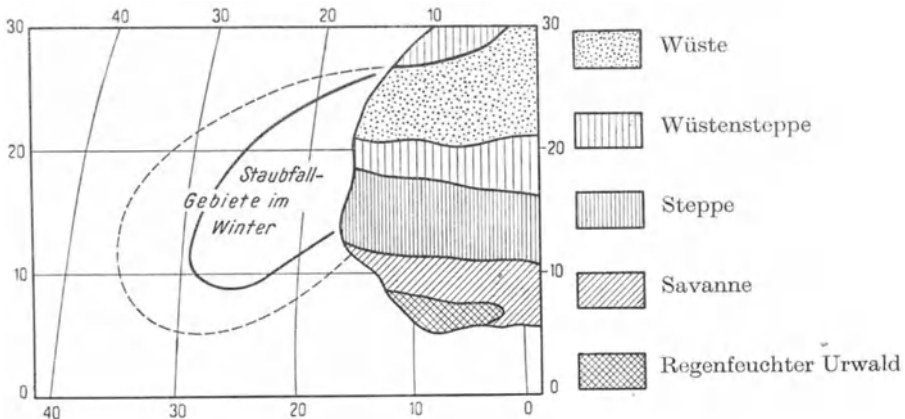 40 30 20 10
30
30
Wüste
Wüstensteppe
20
20
Staubfall-
Gebiete im
Winter
Steppe
10
10
Savanne
Regenfeuchter Urwald
0
0
40 30 20 10 0